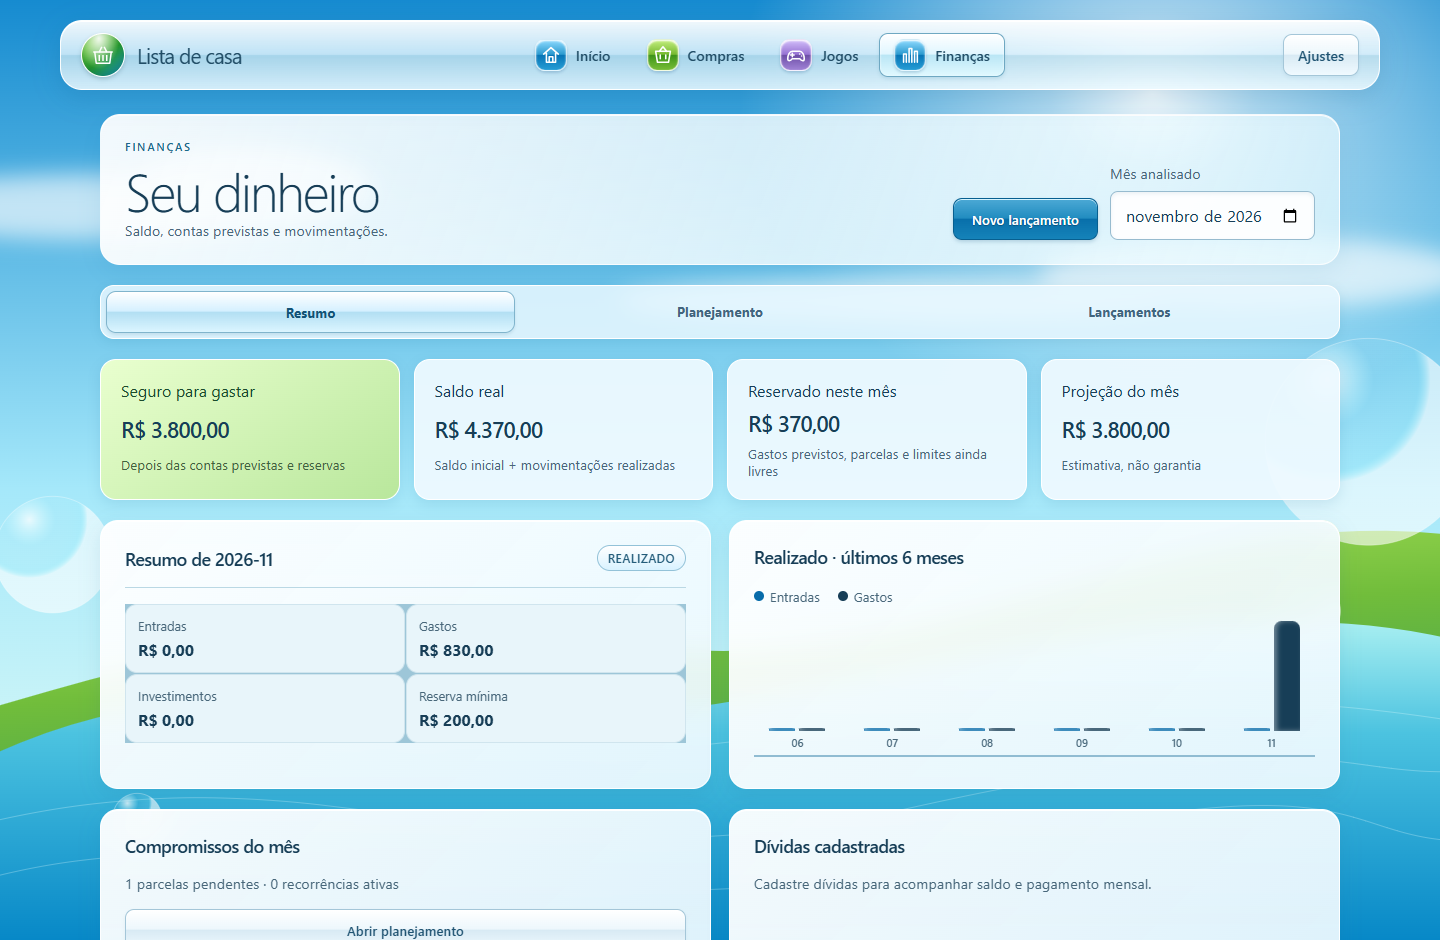 Lista de casa
Início
Compras
Jogos
Finanças
Ajustes
FINANÇAS
Seu dinheiro
Saldo, contas previstas e movimentações.
Novo lançamento
Mês analisado
novembro de 2026
Resumo
Planejamento
Lançamentos
Seguro para gastar
R$ 3.800,00
Depois das contas previstas e reservas
Saldo real
R$ 4.370,00
Saldo inicial + movimentações realizadas
Reservado neste mês
R$ 370,00
Gastos previstos, parcelas e limites ainda
livres
Projeção do mês
R$ 3.800,00
Estimativa, não garantia
Resumo de 2026-11
REALIZADO
Entradas
R$ 0,00
Gastos
R$ 830,00
Investimentos
R$ 0,00
Reserva mínima
R$ 200,00
Realizado · últimos 6 meses
Entradas
Gastos
06
07
08
09
10
11
Compromissos do mês
1 parcelas pendentes · 0 recorrências ativas
Abrir planejamento
Dívidas cadastradas
Cadastre dívidas para acompanhar saldo e pagamento mensal.